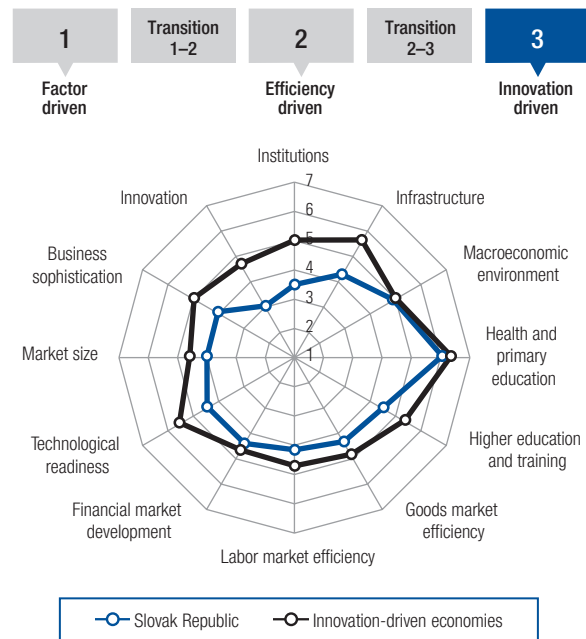 1
Transition
1–2
2
Transition
2–3
3
Factor
driven
Efficiency
driven
Innovation
driven
Institutions
7
Innovation
Infrastructure
6
5
Business
sophistication
Macroeconomic
environment
4
3
2
Market size
1
Health and
primary
education
Technological
readiness
Higher education
and training
Financial market
development
Goods market
efficiency
Labor market efficiency
Slovak Republic
Innovation-driven economies